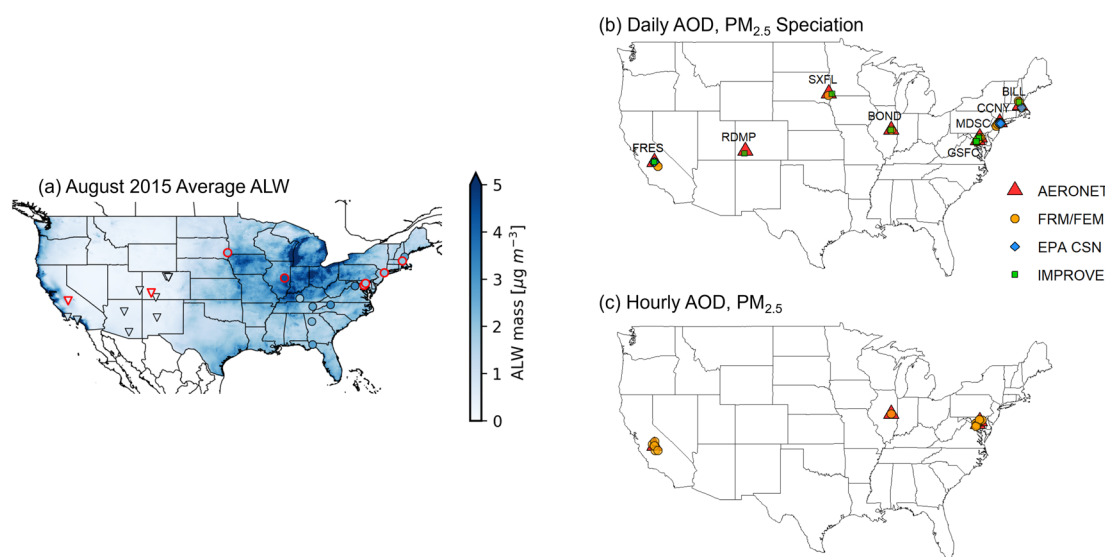 (a) August 2015 Average ALW
5
4
3
2
1
0
ALW mass [μg m⁻³]
(b) Daily AOD, PM₂.₅ Speciation
SXFL
BILL
CCNY
BOND
MDSC
RDMP
FRES
GSFC
AERONET
FRM/FEM
EPA CSN
IMPROVE
(c) Hourly AOD, PM₂.₅